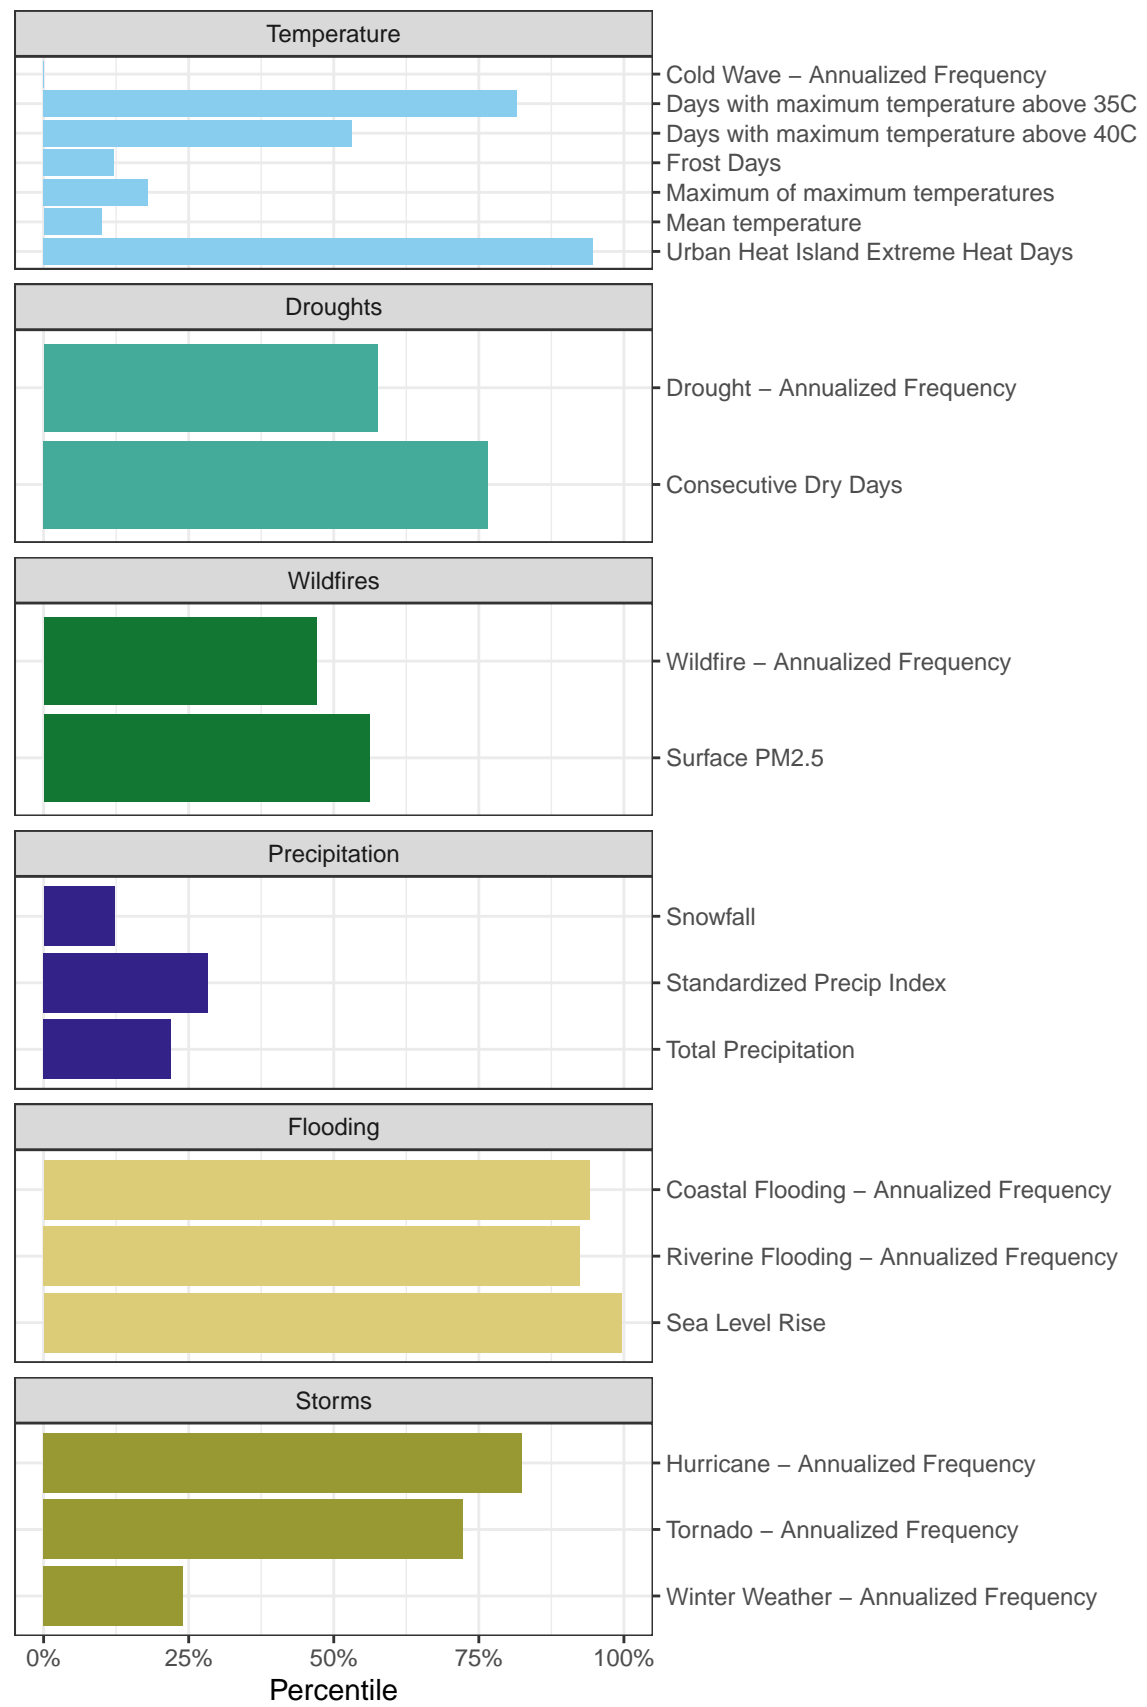 Temperature
Cold Wave – Annualized Frequency
Days with maximum temperature above 35C
Days with maximum temperature above 40C
Frost Days
Maximum of maximum temperatures
Mean temperature
Urban Heat Island Extreme Heat Days
Droughts
Drought – Annualized Frequency
Consecutive Dry Days
Wildfires
Wildfire – Annualized Frequency
Surface PM2.5
Precipitation
Snowfall
Standardized Precip Index
Total Precipitation
Flooding
Coastal Flooding – Annualized Frequency
Riverine Flooding – Annualized Frequency
Sea Level Rise
Storms
Hurricane – Annualized Frequency
Tornado – Annualized Frequency
Winter Weather – Annualized Frequency
0% 25% 50% 75% 100%
Percentile